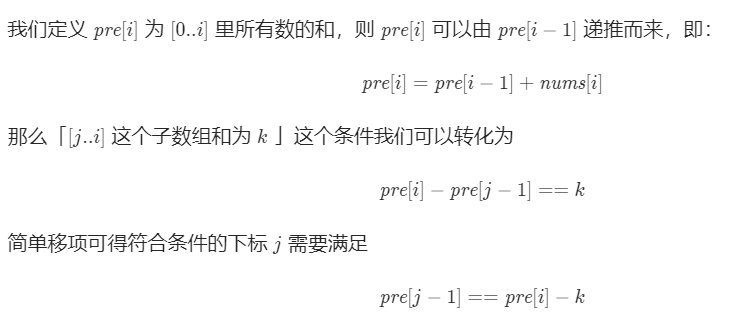 我们定义 pre[i] 为 [0..i] 里所有数的和，则 pre[i] 可以由 pre[i − 1] 递推而来，即：
pre[i] = pre[i − 1] + nums[i]
那么「[j..i] 这个子数组和为 k 」这个条件我们可以转化为
pre[i] − pre[j − 1] == k
简单移项可得符合条件的下标 j 需要满足
pre[j − 1] == pre[i] − k